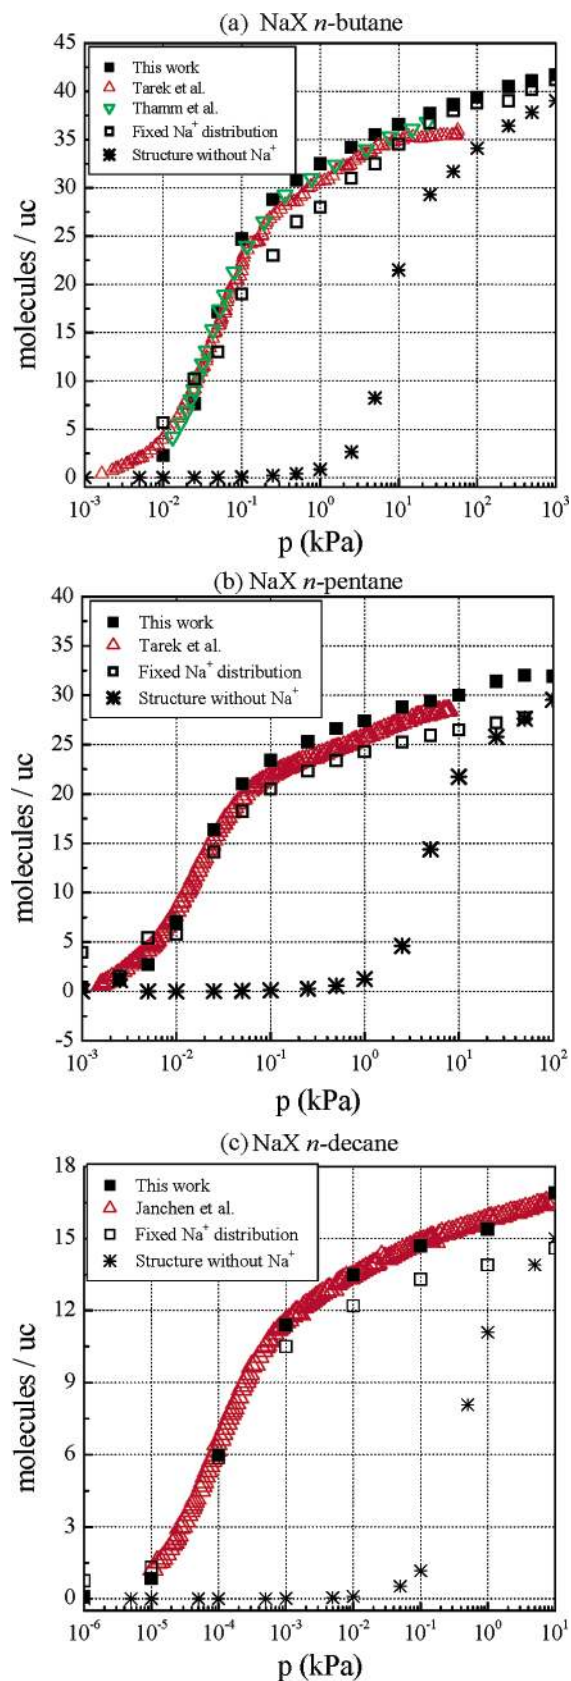 (a) NaX n-butane
45
40
35
30
25
20
15
10
5
0
molecules / uc
This work
Tarek et al.
Thamm et al.
Fixed Na⁺ distribution
Structure without Na⁺
10⁻³ 10⁻² 10⁻¹ 10⁰ 10¹ 10² 10³
p (kPa)
(b) NaX n-pentane
40
35
30
25
20
15
10
5
0
-5
molecules / uc
This work
Tarek et al.
Fixed Na⁺ distribution
Structure without Na⁺
10⁻³ 10⁻² 10⁻¹ 10⁰ 10¹ 10²
p (kPa)
(c) NaX n-decane
18
15
12
9
6
3
0
molecules / uc
This work
Janchen et al.
Fixed Na⁺ distribution
Structure without Na⁺
10⁻⁶ 10⁻⁵ 10⁻⁴ 10⁻³ 10⁻² 10⁻¹ 10⁰ 10¹
p (kPa)